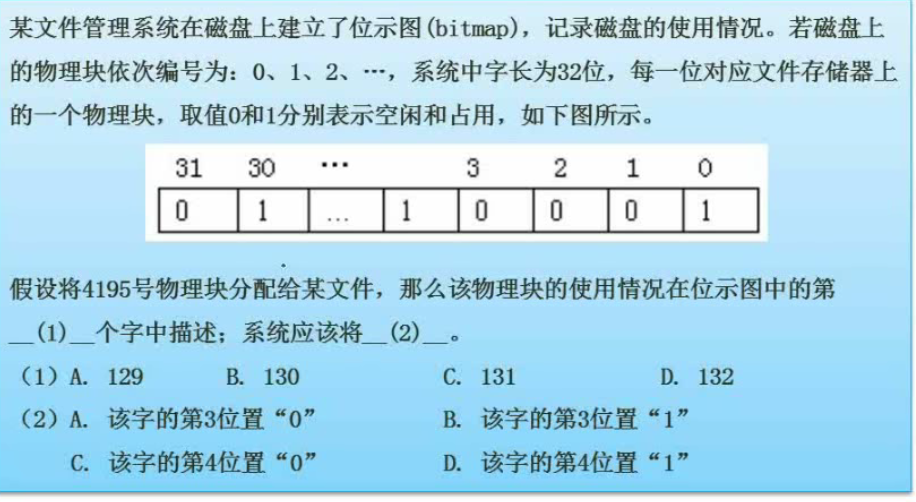 某文件管理系统在磁盘上建立了位示图(bitmap)，记录磁盘的使用情况。若磁盘上
的物理块依次编号为：0、1、2、…，系统中字长为32位，每一位对应文件存储器上
的一个物理块，取值0和1分别表示空闲和占用，如下图所示。
31 30 … 3 2 1 0
0 1 ... 1 0 0 0 1
假设将4195号物理块分配给某文件，那么该物理块的使用情况在位示图中的第
__(1)__个字中描述；系统应该将__(2)__。
（1）A. 129 B. 130 C. 131 D. 132
（2）A. 该字的第3位置“0” B. 该字的第3位置“1”
C. 该字的第4位置“0” D. 该字的第4位置“1”